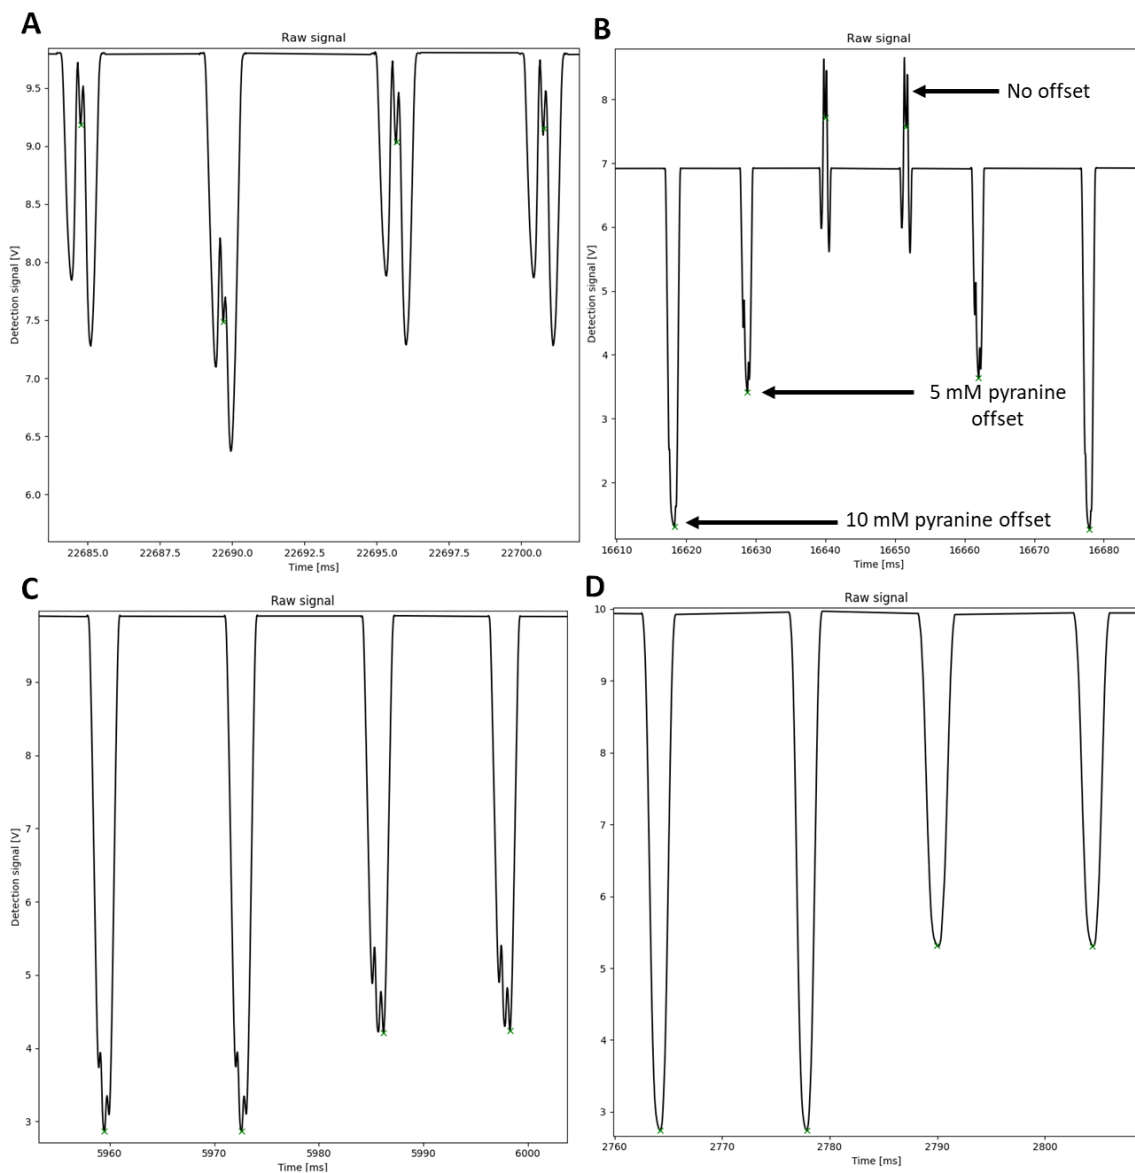 A
Raw signal
9.5
9.0
8.5
8.0
7.5
7.0
6.5
6.0
Detection signal [V]
22685.0 22687.5 22690.0 22692.5 22695.0 22697.5 22700.0
Time [ms]
B
Raw signal
8
7
6
5
4
3
2
Detection signal [V]
No offset
5 mM pyranine
offset
10 mM pyranine offset
16610 16620 16630 16640 16650 16660 16670 16680
Time [ms]
C
Raw signal
9
8
7
6
5
4
3
Detection signal [V]
5960 5970 5980 5990 6000
Time [ms]
D
Raw signal
10
9
8
7
6
5
4
3
Detection signal [V]
2760 2770 2780 2790 2800
Time [ms]